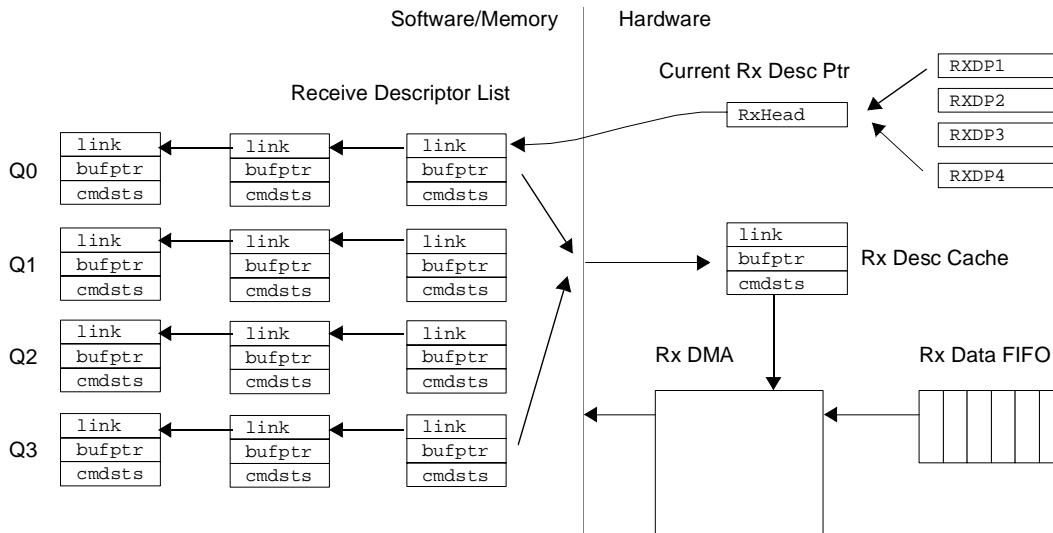 Software/Memory
Hardware
Current Rx Desc Ptr
RXDP1
RXDP2
RXDP3
RXDP4
RxHead
Receive Descriptor List
Q0
link
bufptr
cmdsts
link
bufptr
cmdsts
link
bufptr
cmdsts
Q1
link
bufptr
cmdsts
link
bufptr
cmdsts
link
bufptr
cmdsts
Q2
link
bufptr
cmdsts
link
bufptr
cmdsts
link
bufptr
cmdsts
Q3
link
bufptr
cmdsts
link
bufptr
cmdsts
link
bufptr
cmdsts
link
bufptr
cmdsts
Rx Desc Cache
Rx DMA
Rx Data FIFO